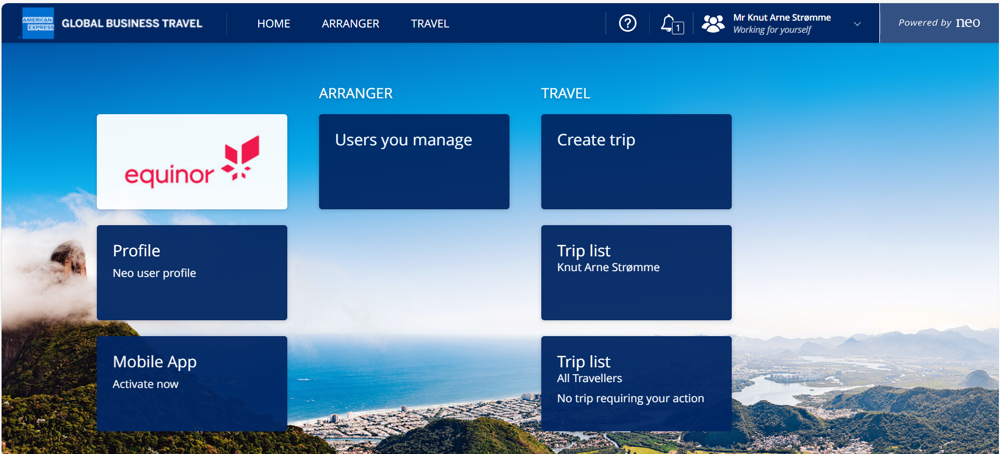 AMERICAN
EXPRESS
GLOBAL BUSINESS TRAVEL
HOME
ARRANGER
TRAVEL
?
1
Mr Knut Arne Strømme
Working for yourself
Powered by neo
ARRANGER
TRAVEL
equinor
Users you manage
Create trip
Profile
Neo user profile
Trip list
Knut Arne Strømme
Mobile App
Activate now
Trip list
All Travellers
No trip requiring your action